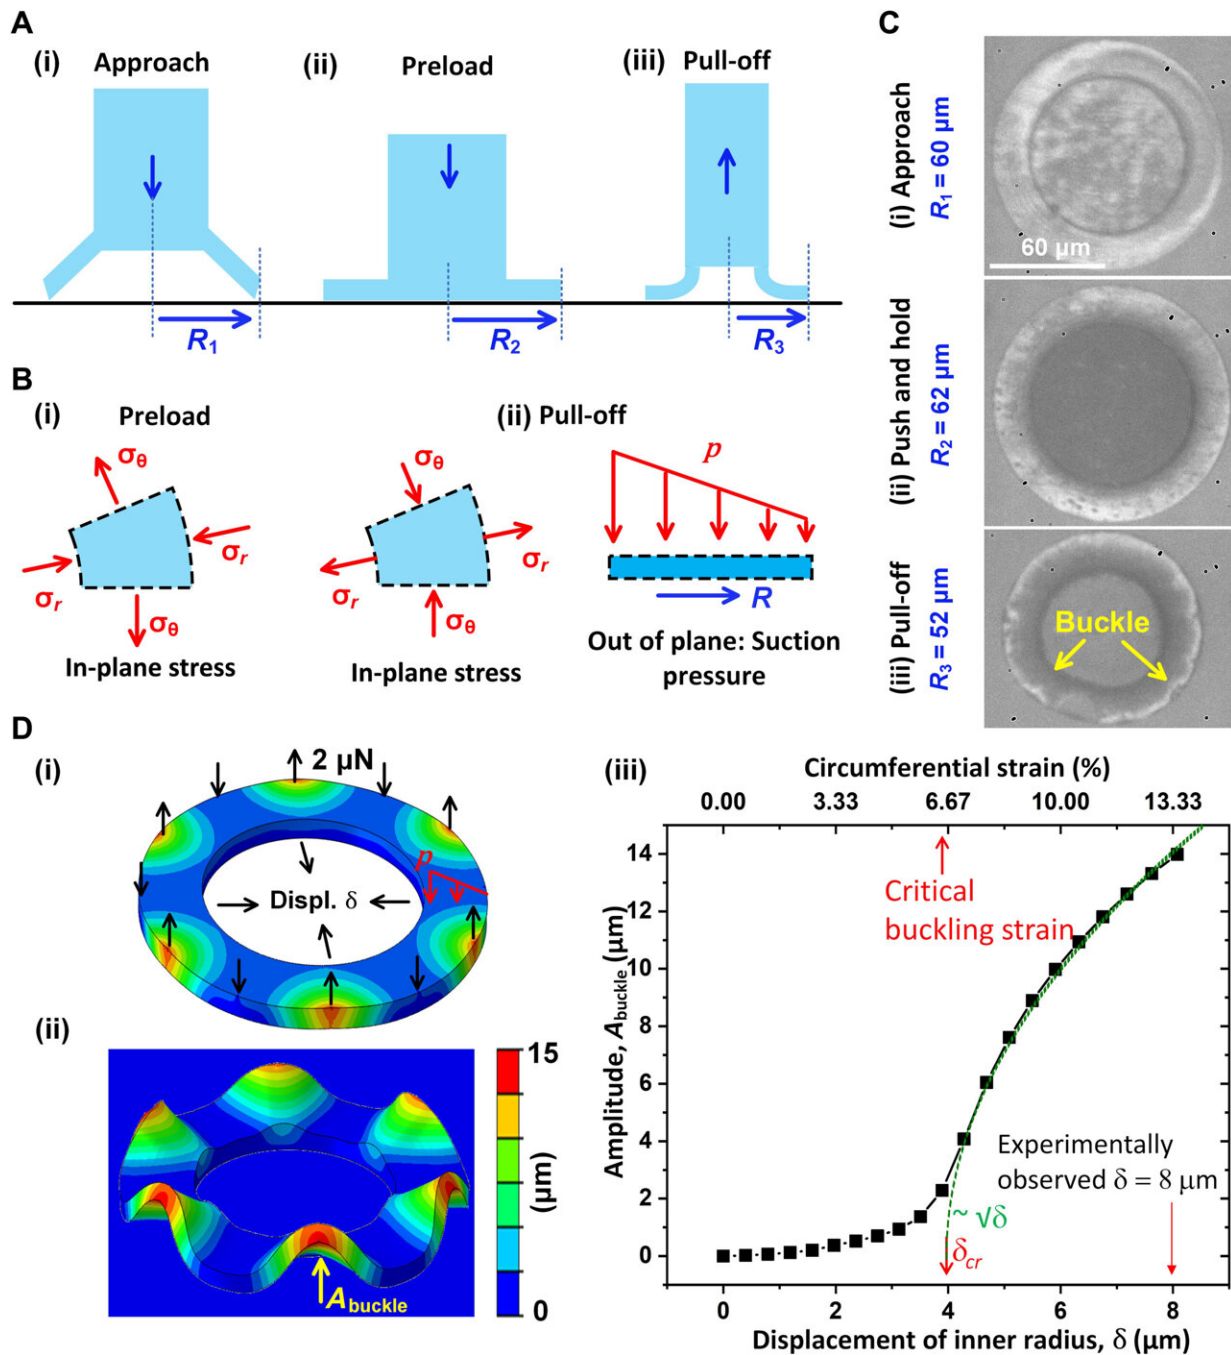 A
(i)
Approach
(ii)
Preload
(iii)
Pull-off
R1
R2
R3
B
(i)
Preload
σθ
σr
σr
σθ
In-plane stress
(ii)
Pull-off
σθ
σr
σr
σθ
In-plane stress
p
R
Out of plane: Suction
pressure
C
(i) Approach
R1 = 60 µm
60 µm
(ii) Push and hold
R2 = 62 µm
(iii) Pull-off
R3 = 52 µm
Buckle
D
(i)
2 µN
p
Displ. δ
(ii)
15
(µm)
0
Abuckle
(iii)
Circumferential strain (%)
0.00 3.33 6.67 10.00 13.33
Critical
buckling strain
Amplitude, Abuckle (µm)
14
12
10
8
6
4
2
0
Experimentally
observed δ = 8 µm
~ √δ
δcr
0 2 4 6 8
Displacement of inner radius, δ (µm)